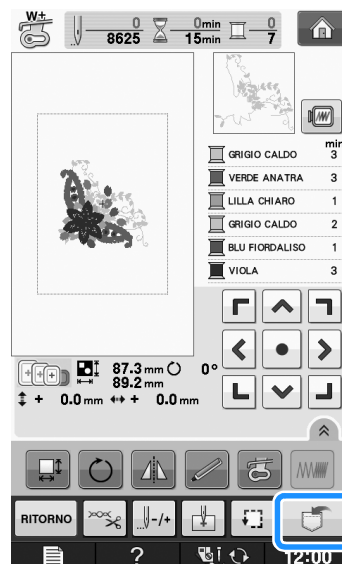 W+
0
8625
0min
15min
0
7
min
GRIGIO CALDO 3
VERDE ANATRA 3
LILLA CHIARO 1
GRIGIO CALDO 2
BLU FIORDALISO 1
VIOLA 3
87.3 mm 0°
89.2 mm
+ 0.0 mm + 0.0 mm
RITORNO
-/+
?
12:00